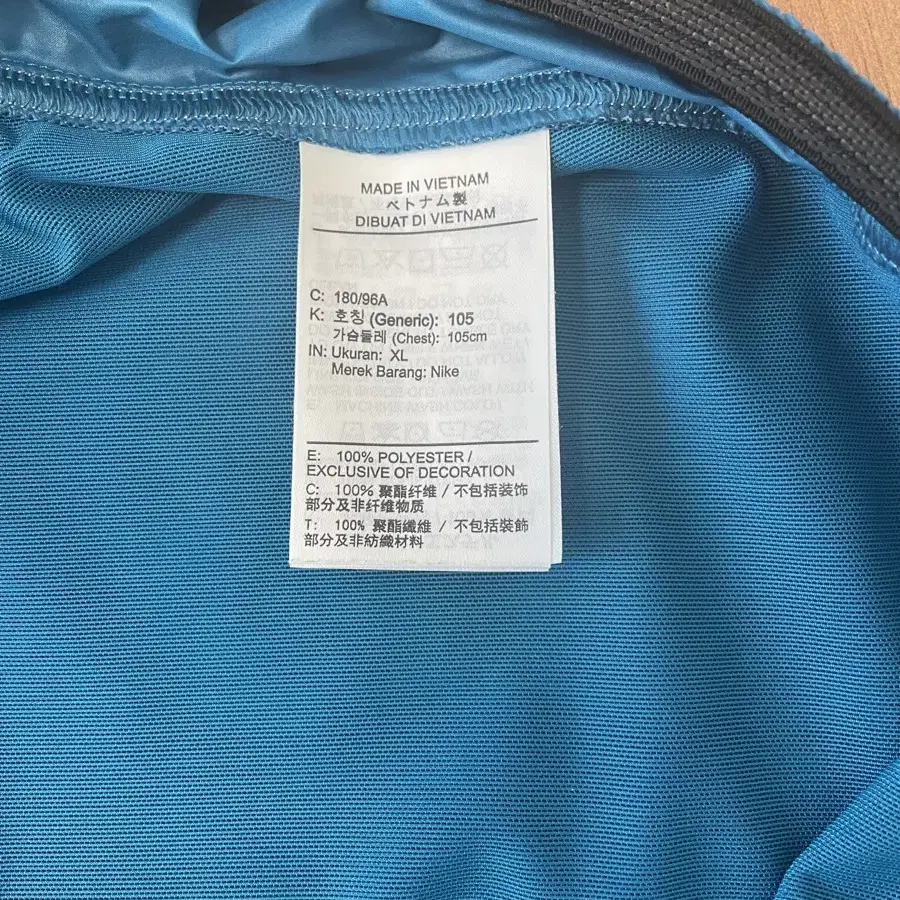 MADE IN VIETNAM
ベトナム製
DIBUAT DI VIETNAM
C: 180/96A
K: 호칭 (Generic): 105
가슴둘레 (Chest): 105cm
IN: Ukuran: XL
Merek Barang: Nike
E: 100% POLYESTER /
EXCLUSIVE OF DECORATION
C: 100% 聚酯纤维 / 不包括装饰
部分及非纤维物质
T: 100% 聚酯纖維 / 不包括裝飾
部分及非紡織材料